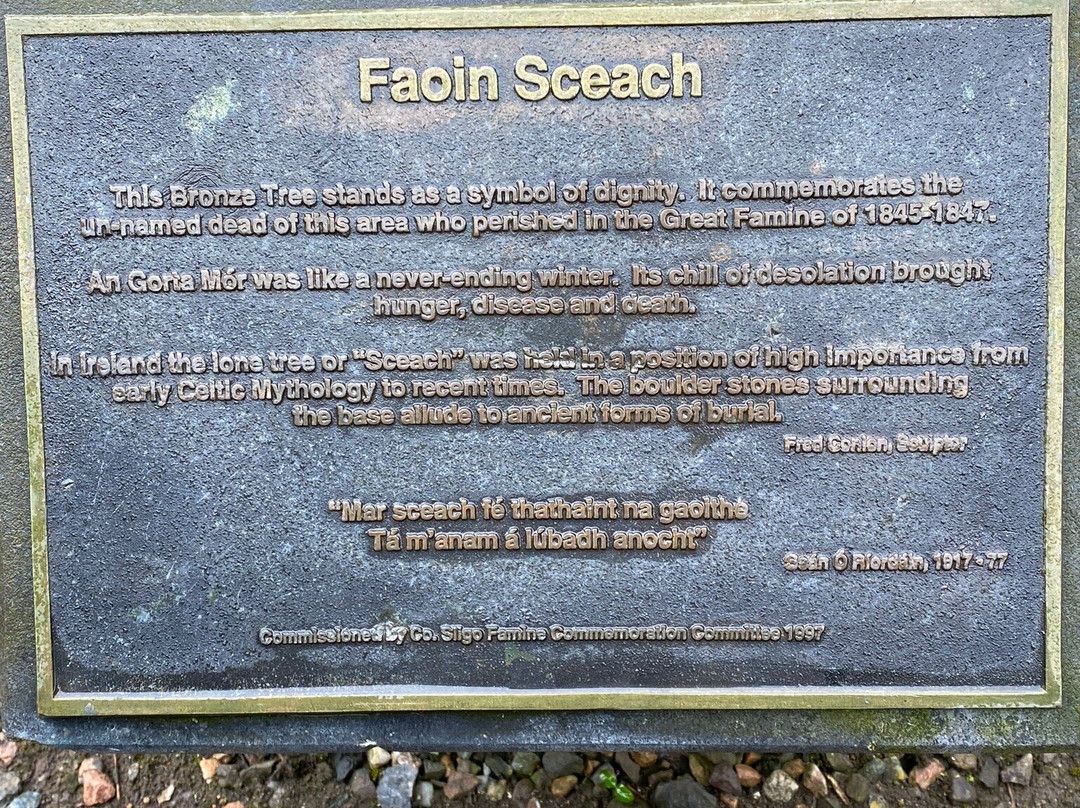 Faoin Sceach
This Bronze Tree stands as a symbol of dignity. It commemorates the
un-named dead of this area who perished in the Great Famine of 1845-1847.
An Gorta Mór was like a never-ending winter. Its chill of desolation brought
hunger, disease and death.
In Ireland the lone tree or "Sceach" was held in a position of high importance from
early Celtic Mythology to recent times. The boulder stones surrounding
the base allude to ancient forms of burial.
Fred Conlon, Sculptor
"Mar sceach fé thathaint na gaoithe
Tá m'anam á lúbadh anocht"
Seán Ó Ríordáin, 1917-77
Commissioned by Co. Sligo Famine Commemoration Committee 1997